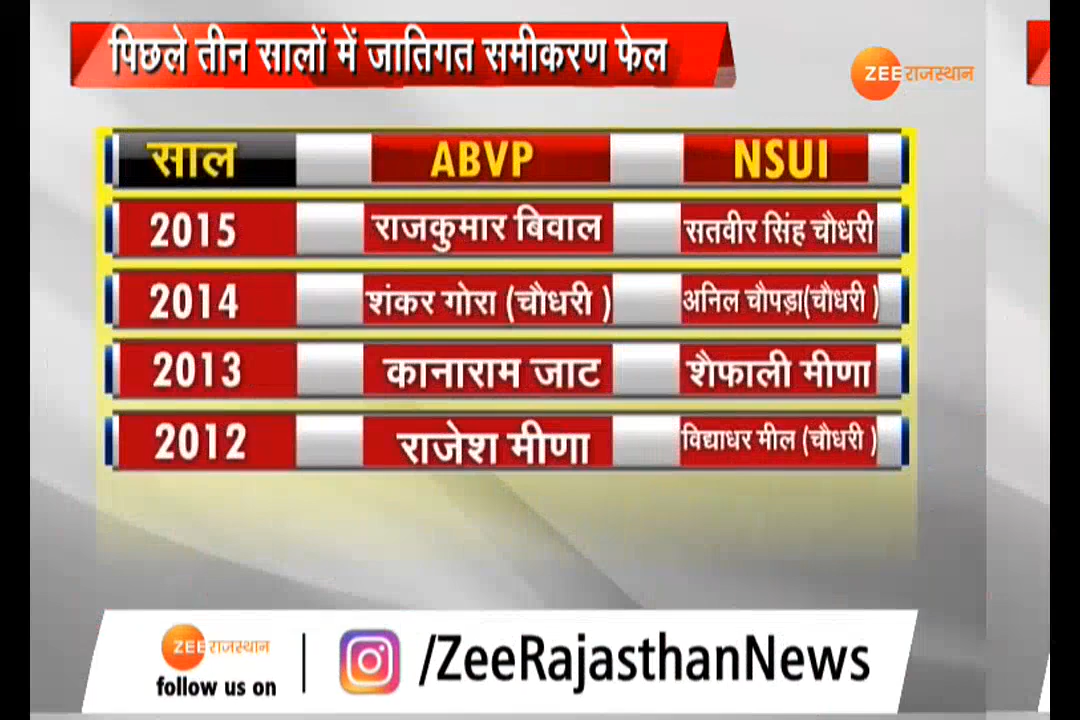 पिछले तीन सालों में जातिगत समीकरण फेल
ZEE राजस्थान
साल ABVP NSUI
2015 राजकुमार बिवाल सतवीर सिंह चौधरी
2014 शंकर गोरा (चौधरी ) अनिल चौपड़ा(चौधरी )
2013 कानाराम जाट शैफाली मीणा
2012 राजेश मीणा विद्याधर मील (चौधरी )
ZEE राजस्थान
follow us on
/ZeeRajasthanNews